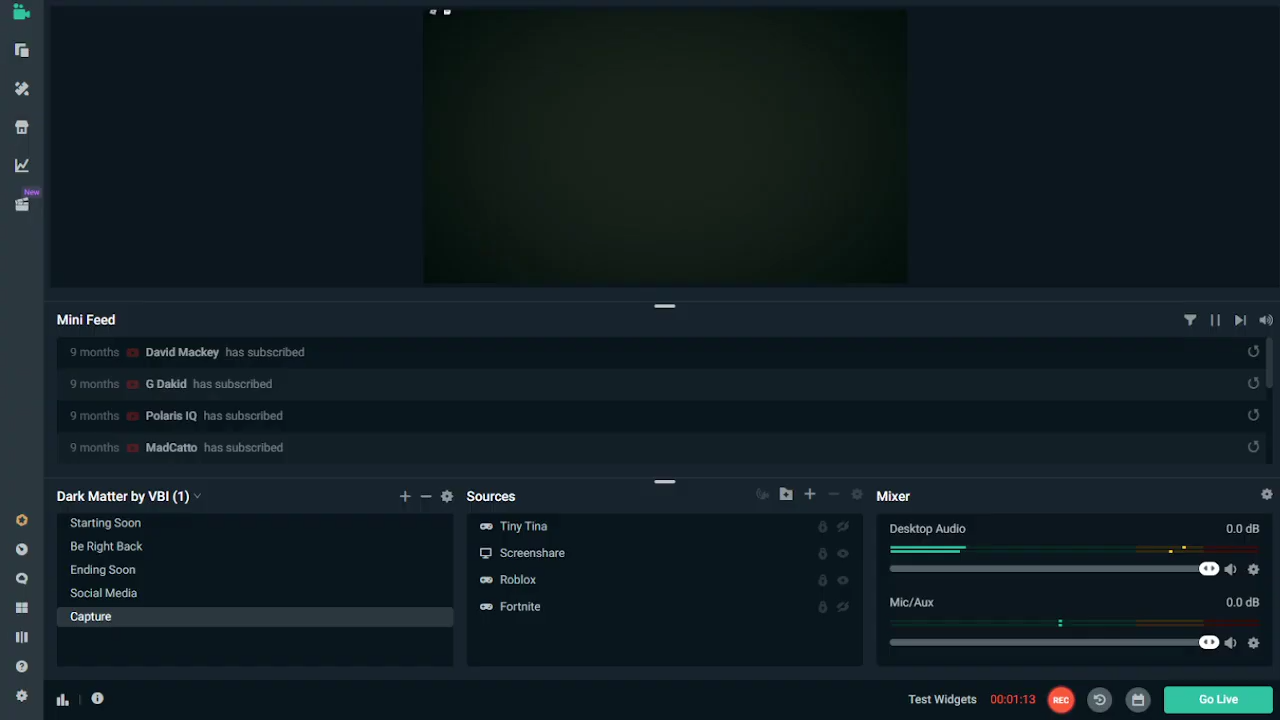 New
Mini Feed
9 months David Mackey has subscribed
9 months G Dakid has subscribed
9 months Polaris IQ has subscribed
9 months MadCatto has subscribed
Dark Matter by VBI (1)
Starting Soon
Be Right Back
Ending Soon
Social Media
Capture
Sources
Tiny Tina
Screenshare
Roblox
Fortnite
Mixer
Desktop Audio 0.0 dB
Mic/Aux 0.0 dB
Test Widgets 00:01:13 REC Go Live